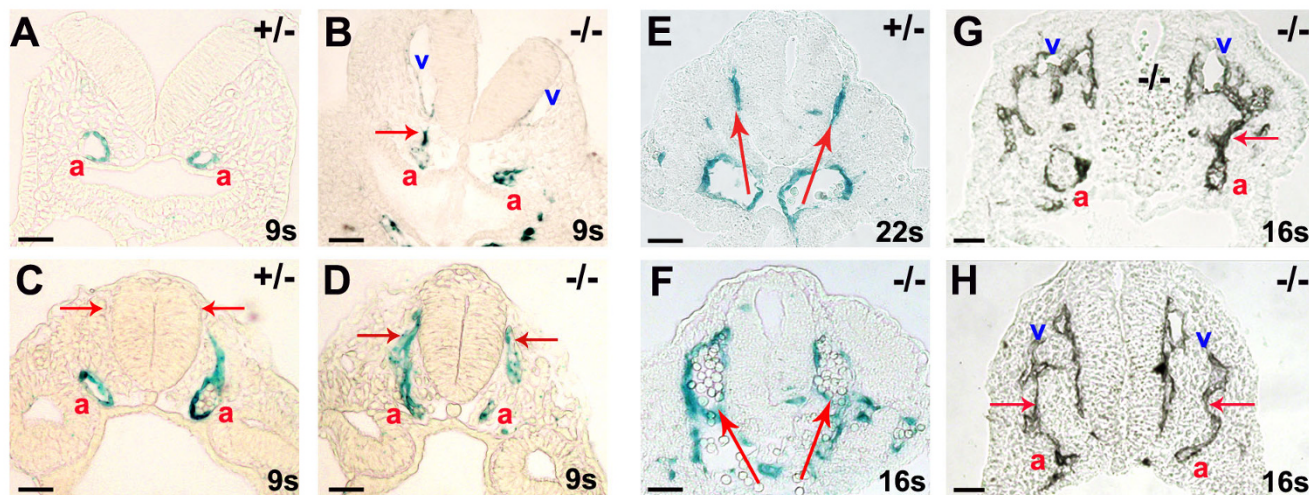 A +/-
a a
9s
B -/-
v v
a a
9s
E +/-
22s
G -/-
v v
-/-
a a
16s
C +/-
a a
9s
D -/-
a a
9s
F -/-
16s
H -/-
v v
a a
16s